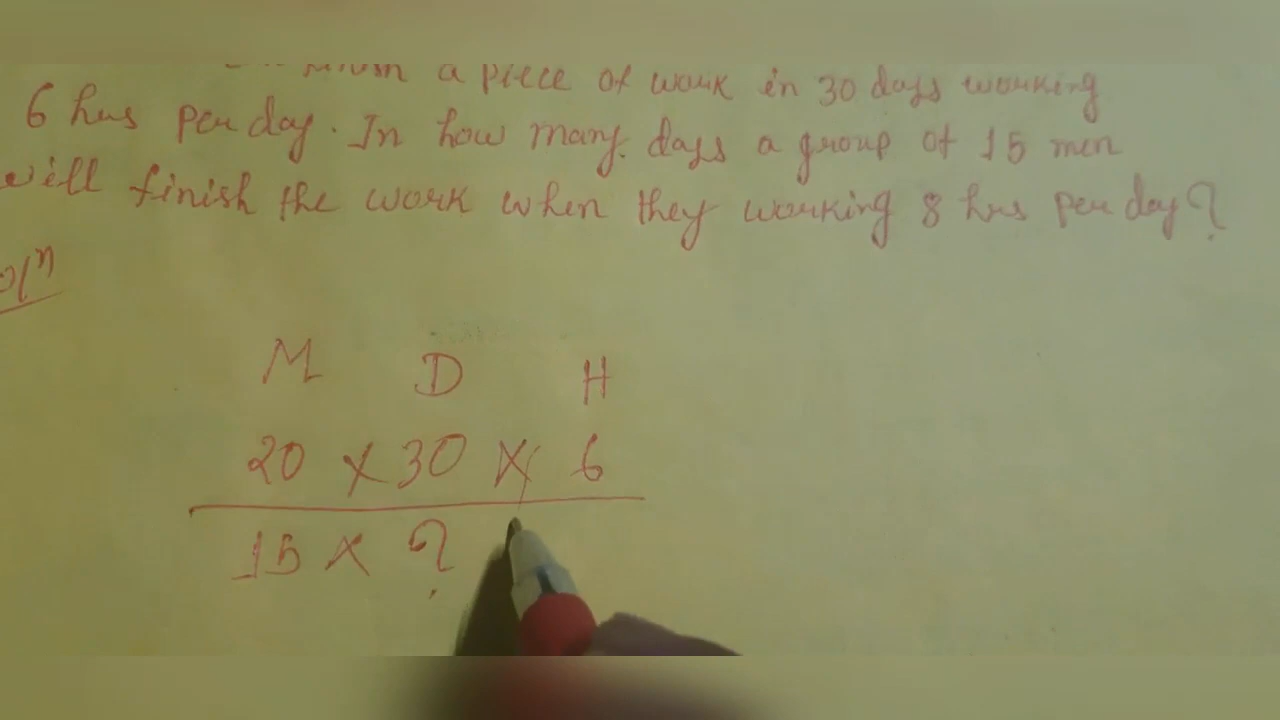 a piece of work in 30 days working
6 hrs per day. In how many days a group of 15 men
will finish the work when they working 8 hrs per day?
M D H
20 × 30 × 6
15 × ?